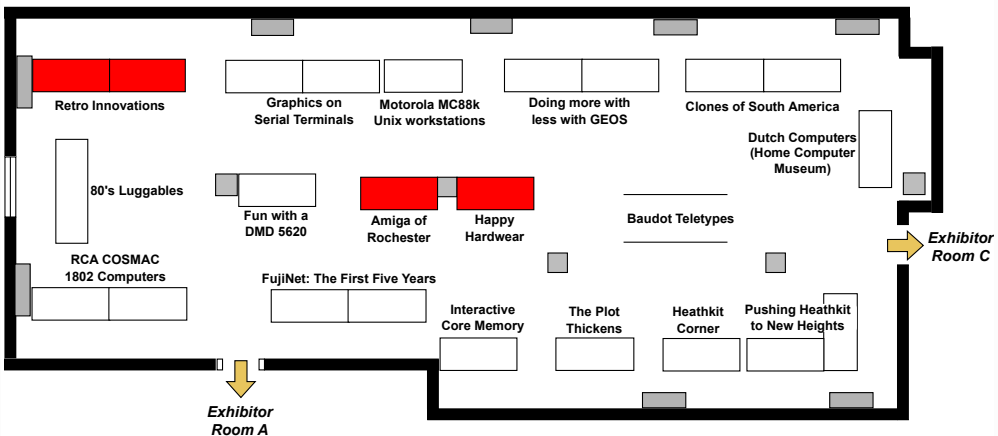 Retro Innovations
Graphics on
Serial Terminals
Motorola MC88k
Unix workstations
Doing more with
less with GEOS
Clones of South America
Dutch Computers
(Home Computer
Museum)
80's Luggables
Fun with a
DMD 5620
Amiga of
Rochester
Happy
Hardwear
Baudot Teletypes
Exhibitor
Room C
RCA COSMAC
1802 Computers
FujiNet: The First Five Years
Interactive
Core Memory
The Plot
Thickens
Heathkit
Corner
Pushing Heathkit
to New Heights
Exhibitor
Room A